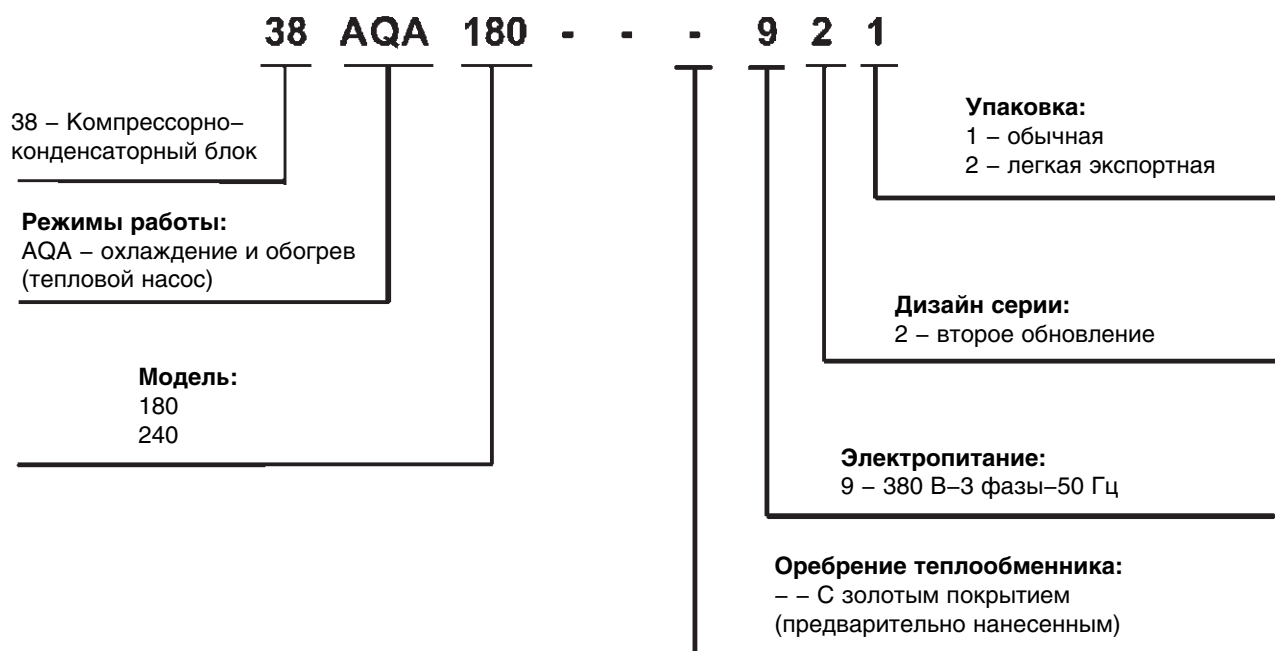 38 AQA 180 - - - 9 2 1
38 – Компрессорно–
конденсаторный блок
Режимы работы:
AQA – охлаждение и обогрев
(тепловой насос)
Модель:
180
240
Упаковка:
1 – обычная
2 – легкая экспортная
Дизайн серии:
2 – второе обновление
Электропитание:
9 – 380 В–3 фазы–50 Гц
Оребрение теплообменника:
– – С золотым покрытием
(предварительно нанесенным)